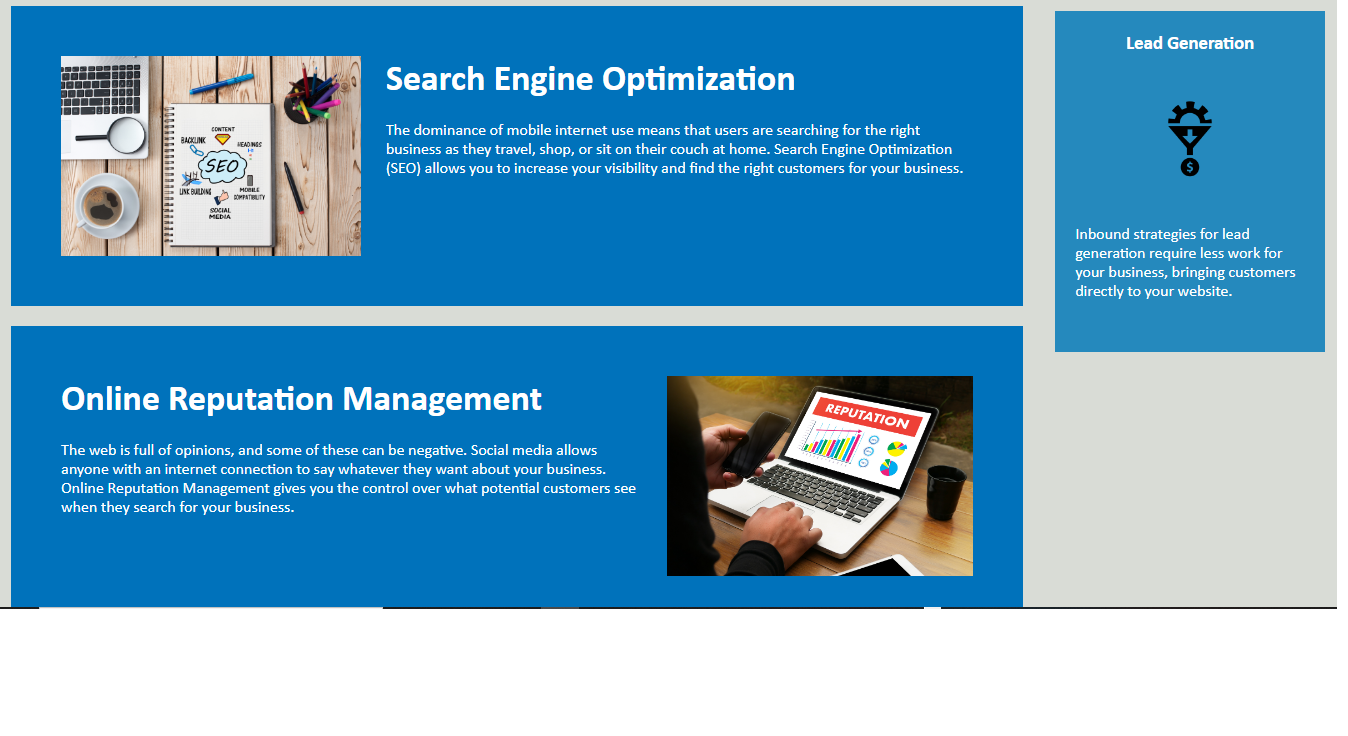 Search Engine Optimization
The dominance of mobile internet use means that users are searching for the right
business as they travel, shop, or sit on their couch at home. Search Engine Optimization
(SEO) allows you to increase your visibility and find the right customers for your business.
CONTENT
BACKLINK
HEADINGS
SEO
LINK BUILDING
MOBILE
COMPATIBILITY
SOCIAL
MEDIA
Online Reputation Management
The web is full of opinions, and some of these can be negative. Social media allows
anyone with an internet connection to say whatever they want about your business.
Online Reputation Management gives you the control over what potential customers see
when they search for your business.
REPUTATION
Lead Generation
$
Inbound strategies for lead
generation require less work for
your business, bringing customers
directly to your website.